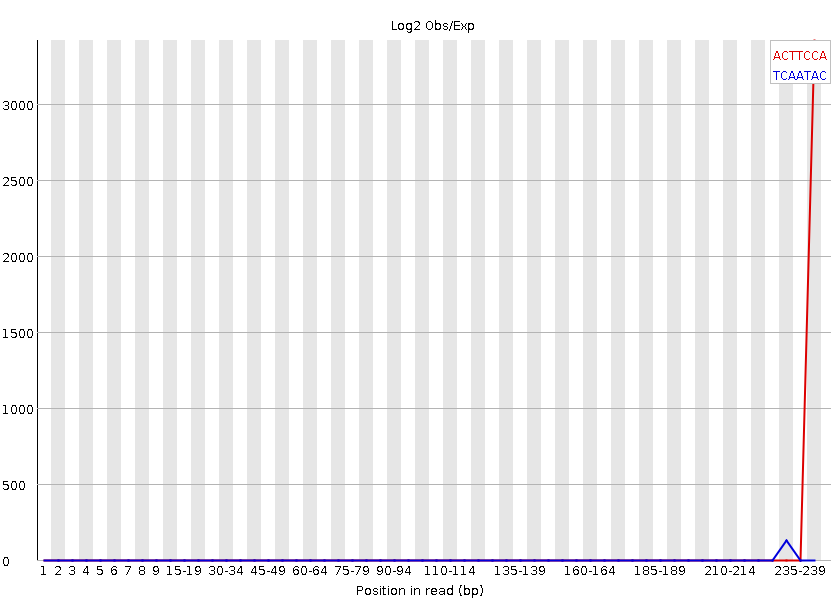 Log2 Obs/Exp
ACTTCCA
TCAATAC
3000
2500
2000
1500
1000
500
0
1 2 3 4 5 6 7 8 9 15-19 30-34 45-49 60-64 75-79 90-94 110-114 135-139 160-164 185-189 210-214 235-239
Position in read (bp)